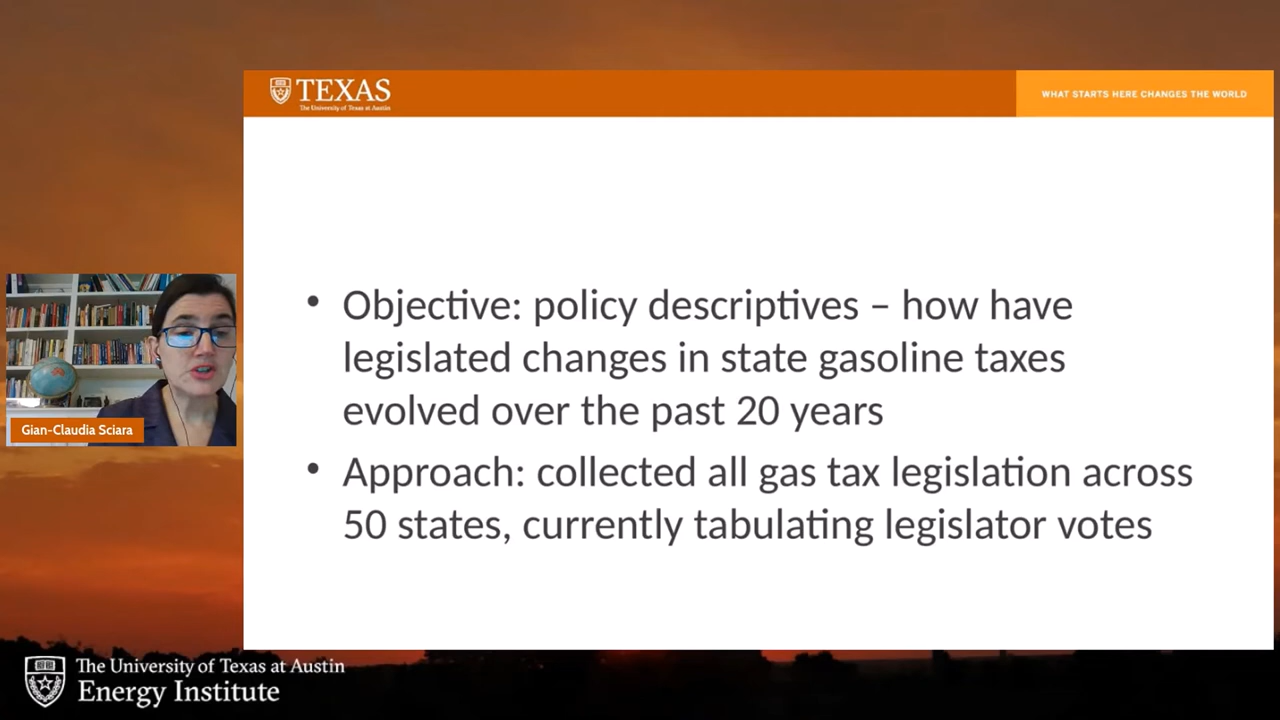 TEXAS
The University of Texas at Austin
WHAT STARTS HERE CHANGES THE WORLD
• Objective: policy descriptives – how have
legislated changes in state gasoline taxes
evolved over the past 20 years
• Approach: collected all gas tax legislation across
50 states, currently tabulating legislator votes
Gian-Claudia Sciara
The University of Texas at Austin
Energy Institute